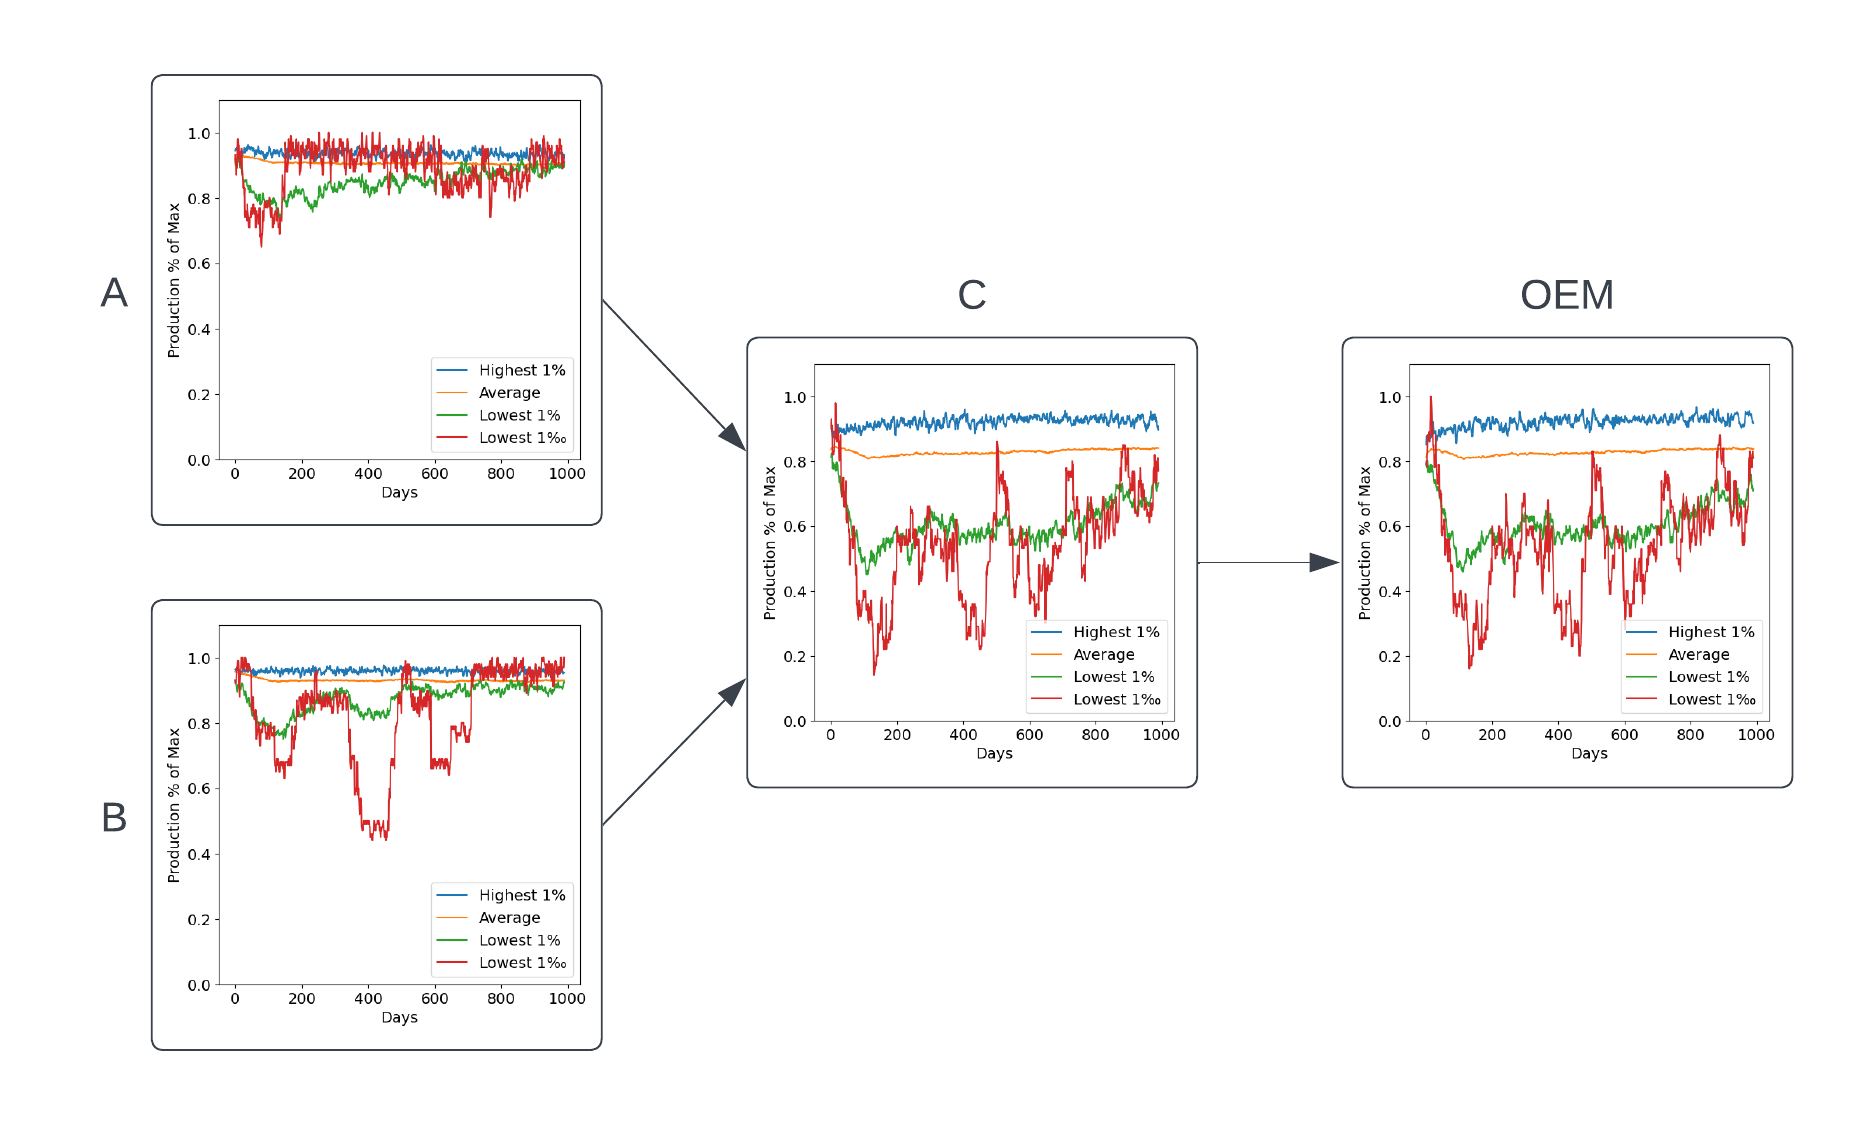 A
Production % of Max
1.0
0.8
0.6
0.4
0.2
0.0
0 200 400 600 800 1000
Days
Highest 1%
Average
Lowest 1%
Lowest 1‰
B
Production % of Max
1.0
0.8
0.6
0.4
0.2
0.0
0 200 400 600 800 1000
Days
Highest 1%
Average
Lowest 1%
Lowest 1‰
C
Production % of Max
1.0
0.8
0.6
0.4
0.2
0.0
0 200 400 600 800 1000
Days
Highest 1%
Average
Lowest 1%
Lowest 1‰
OEM
Production % of Max
1.0
0.8
0.6
0.4
0.2
0.0
0 200 400 600 800 1000
Days
Highest 1%
Average
Lowest 1%
Lowest 1‰